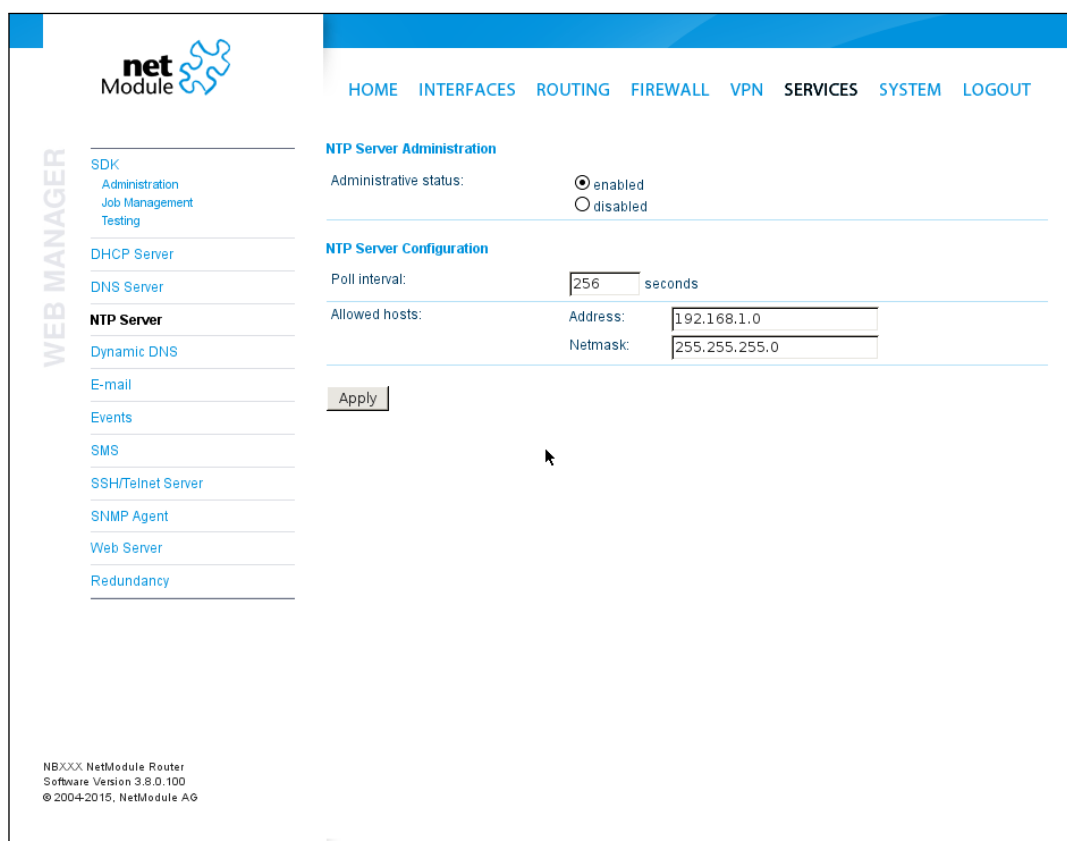 net
Module
HOME INTERFACES ROUTING FIREWALL VPN SERVICES SYSTEM LOGOUT
WEB MANAGER
SDK
Administration
Job Management
Testing
DHCP Server
DNS Server
NTP Server
Dynamic DNS
E-mail
Events
SMS
SSH/Telnet Server
SNMP Agent
Web Server
Redundancy
NTP Server Administration
Administrative status:
enabled
disabled
NTP Server Configuration
Poll interval: 256 seconds
Allowed hosts: Address: 192.168.1.0
Netmask: 255.255.255.0
Apply
NBXXX NetModule Router
Software Version 3.8.0.100
© 2004-2015, NetModule AG